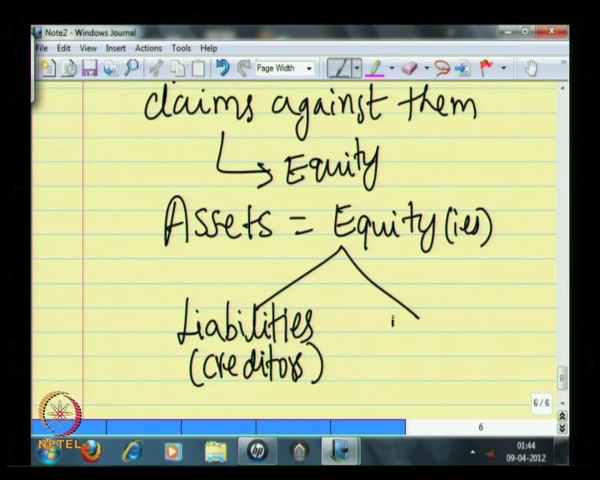 Note2 - Windows Journal
File Edit View Insert Actions Tools Help
Page Width
claims against them
Equity
Assets = Equity(ies)
Liabilities
(creditors)
6/6
6
NPTEL
hp
01:44
09-04-2012